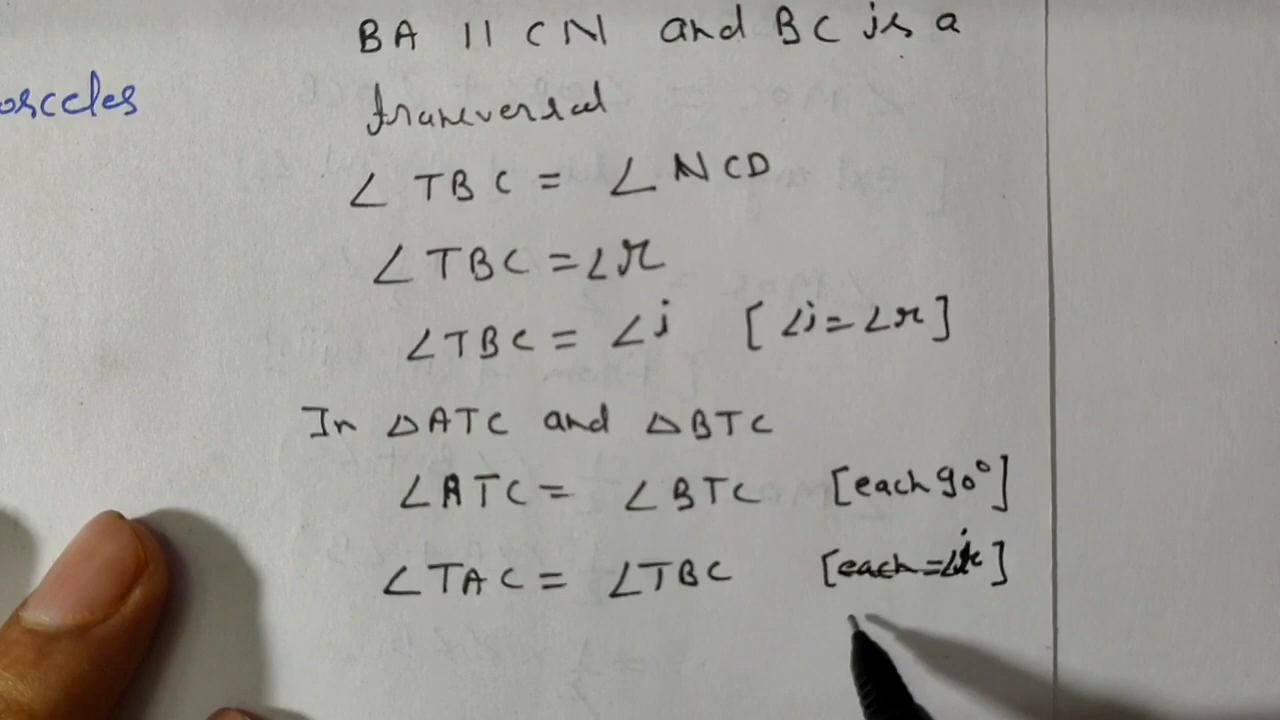 BA || CN and BC is a
osceles
transversal
∠ TBC = ∠ NCD
∠TBC = ∠r
∠TBC = ∠i [∠i = ∠r]
In △ATC and △BTC
∠ATC = ∠BTC [each 90°]
∠TAC = ∠TBC [each = ∠i]